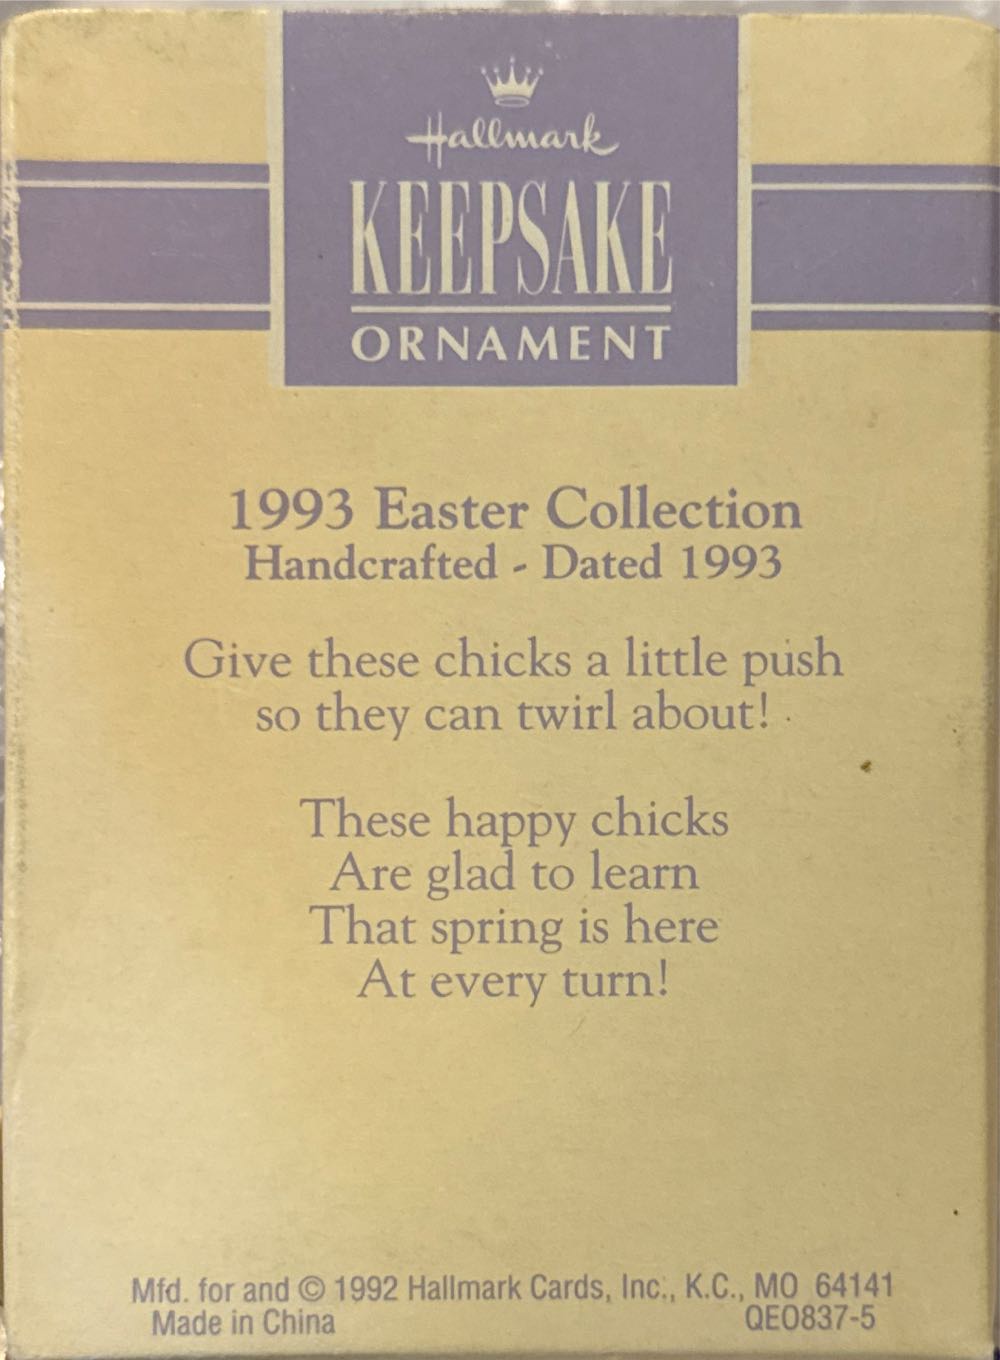 Hallmark
KEEPSAKE
ORNAMENT
1993 Easter Collection
Handcrafted - Dated 1993
Give these chicks a little push
so they can twirl about!
These happy chicks
Are glad to learn
That spring is here
At every turn!
Mfd. for and © 1992 Hallmark Cards, Inc., K.C., MO 64141
Made in China
QEO837-5